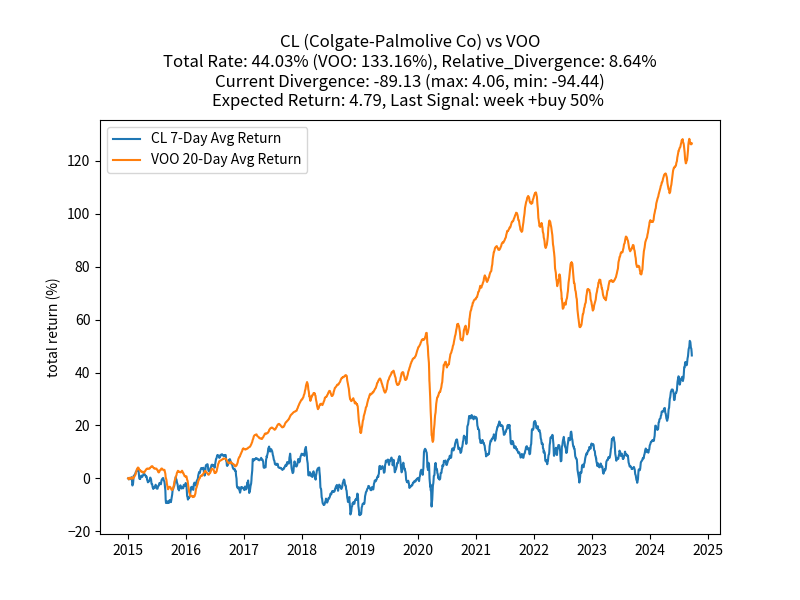 CL (Colgate-Palmolive Co) vs VOO
Total Rate: 44.03% (VOO: 133.16%), Relative_Divergence: 8.64%
Current Divergence: -89.13 (max: 4.06, min: -94.44)
Expected Return: 4.79, Last Signal: week +buy 50%
CL 7-Day Avg Return
VOO 20-Day Avg Return
total return (%)
120
100
80
60
40
20
0
−20
2015 2016 2017 2018 2019 2020 2021 2022 2023 2024 2025